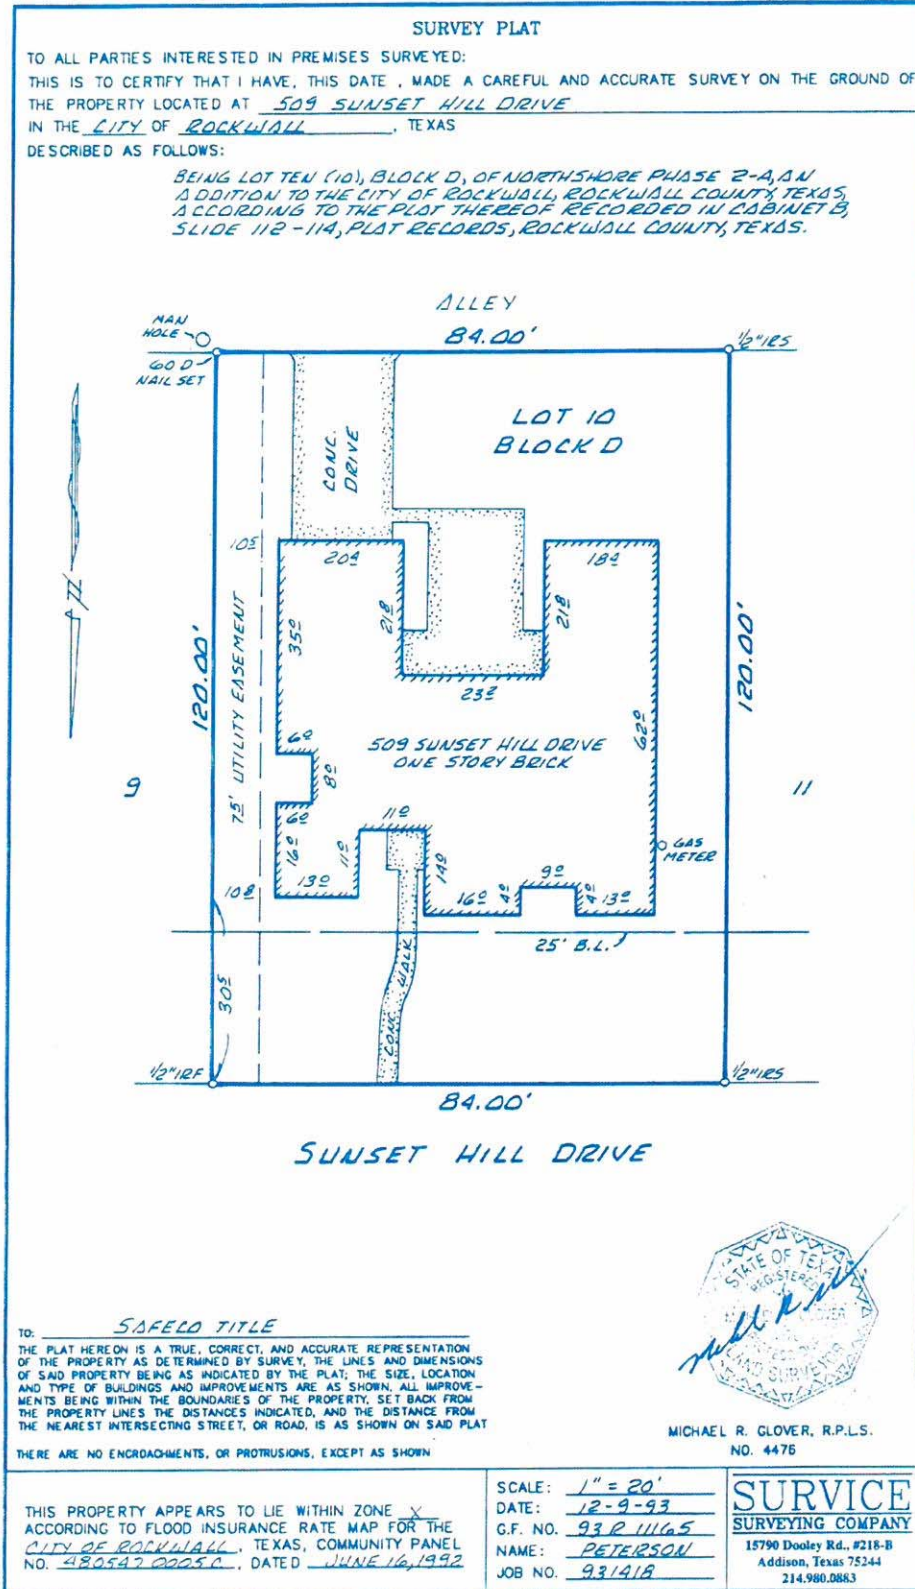 SURVEY PLAT
TO ALL PARTIES INTERESTED IN PREMISES SURVEYED:
THIS IS TO CERTIFY THAT I HAVE, THIS DATE , MADE A CAREFUL AND ACCURATE SURVEY ON THE GROUND OF
THE PROPERTY LOCATED AT 509 SUNSET HILL DRIVE
IN THE CITY OF ROCKWALL , TEXAS
DESCRIBED AS FOLLOWS:
BEING LOT TEN (10), BLOCK D, OF NORTHSHORE PHASE 2-A, AN
ADDITION TO THE CITY OF ROCKWALL, ROCKWALL COUNTY, TEXAS,
ACCORDING TO THE PLAT THEREOF RECORDED IN CABINET B,
SLIDE 112-114, PLAT RECORDS, ROCKWALL COUNTY, TEXAS.
ALLEY
MAN
HOLE
84.00'
1/2" IRS
60 D
NAIL SET
LOT 10
BLOCK D
CONC.
DRIVE
10 5
20 4
18 4
21 8
21 8
35 0
7 5' UTILITY EASEMENT
120.00'
120.00'
23 2
62 0
6 0
509 SUNSET HILL DRIVE
ONE STORY BRICK
8 0
9
11
6 0
11 0
16 0
11 0
14 0
GAS
METER
13 0
10 8
9 0
16 0
4 0
4 0
13 0
25' B.L.
CONC. WALK
30 5
1/2" IRF
1/2" IRS
84.00'
SUNSET HILL DRIVE
STATE OF TEXAS
REGISTERED
GLOVER
LAND SURVEYOR
TO: SAFECO TITLE
THE PLAT HEREON IS A TRUE, CORRECT, AND ACCURATE REPRESENTATION
OF THE PROPERTY AS DETERMINED BY SURVEY, THE LINES AND DIMENSIONS
OF SAID PROPERTY BEING AS INDICATED BY THE PLAT; THE SIZE, LOCATION
AND TYPE OF BUILDINGS AND IMPROVEMENTS ARE AS SHOWN, ALL IMPROVE-
MENTS BEING WITHIN THE BOUNDARIES OF THE PROPERTY, SET BACK FROM
THE PROPERTY LINES THE DISTANCES INDICATED, AND THE DISTANCE FROM
THE NEAREST INTERSECTING STREET, OR ROAD, IS AS SHOWN ON SAID PLAT
THERE ARE NO ENCROACHMENTS, OR PROTRUSIONS, EXCEPT AS SHOWN
MICHAEL R. GLOVER, R.P.L.S.
NO. 4476
THIS PROPERTY APPEARS TO LIE WITHIN ZONE X
ACCORDING TO FLOOD INSURANCE RATE MAP FOR THE
CITY OF ROCKWALL , TEXAS, COMMUNITY PANEL
NO. 480547 0005 C , DATED JUNE 16, 1992
SCALE: 1" = 20'
DATE: 12-9-93
G.F. NO. 93 R 11165
NAME: PETERSON
JOB NO. 931418
SURVICE
SURVEYING COMPANY
15790 Dooley Rd., #218-B
Addison, Texas 75244
214.980.0883